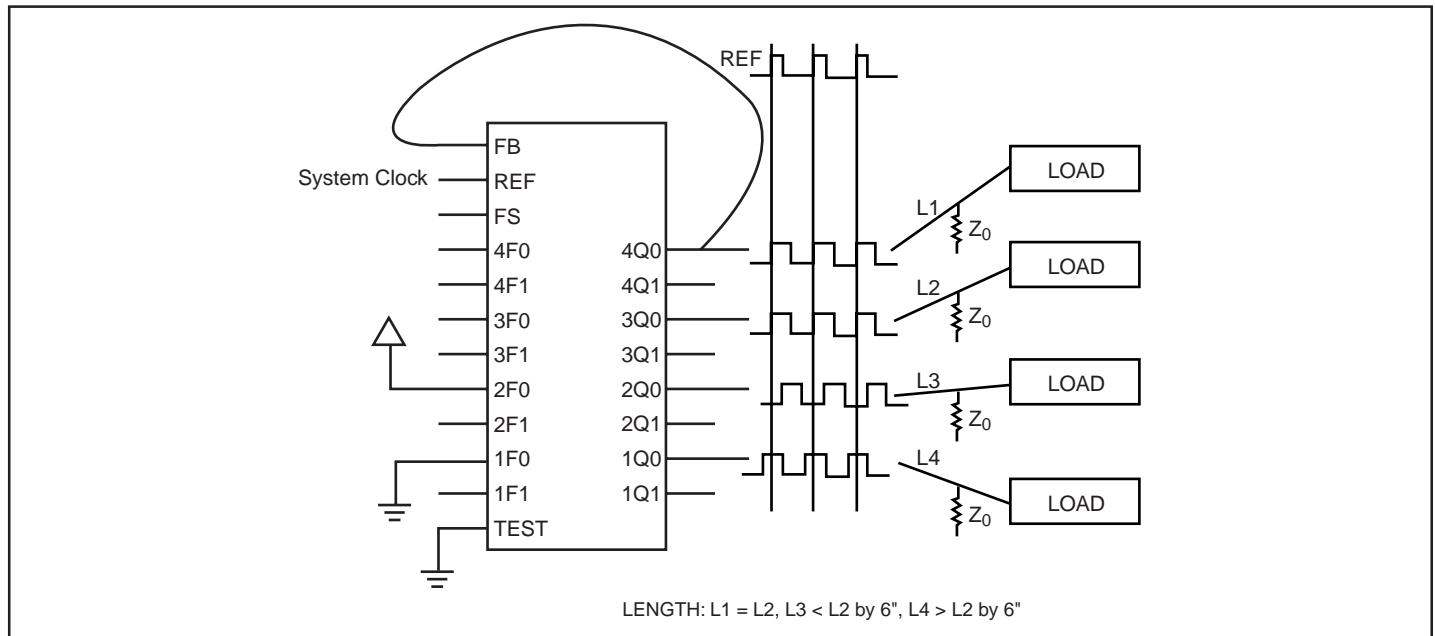 REF
FB
System Clock REF
FS
4F0 4Q0
4F1 4Q1
3F0 3Q0
3F1 3Q1
2F0 2Q0
2F1 2Q1
1F0 1Q0
1F1 1Q1
TEST
L1 Z0 LOAD
L2 Z0 LOAD
L3 Z0 LOAD
L4 Z0 LOAD
LENGTH: L1 = L2, L3 < L2 by 6", L4 > L2 by 6"